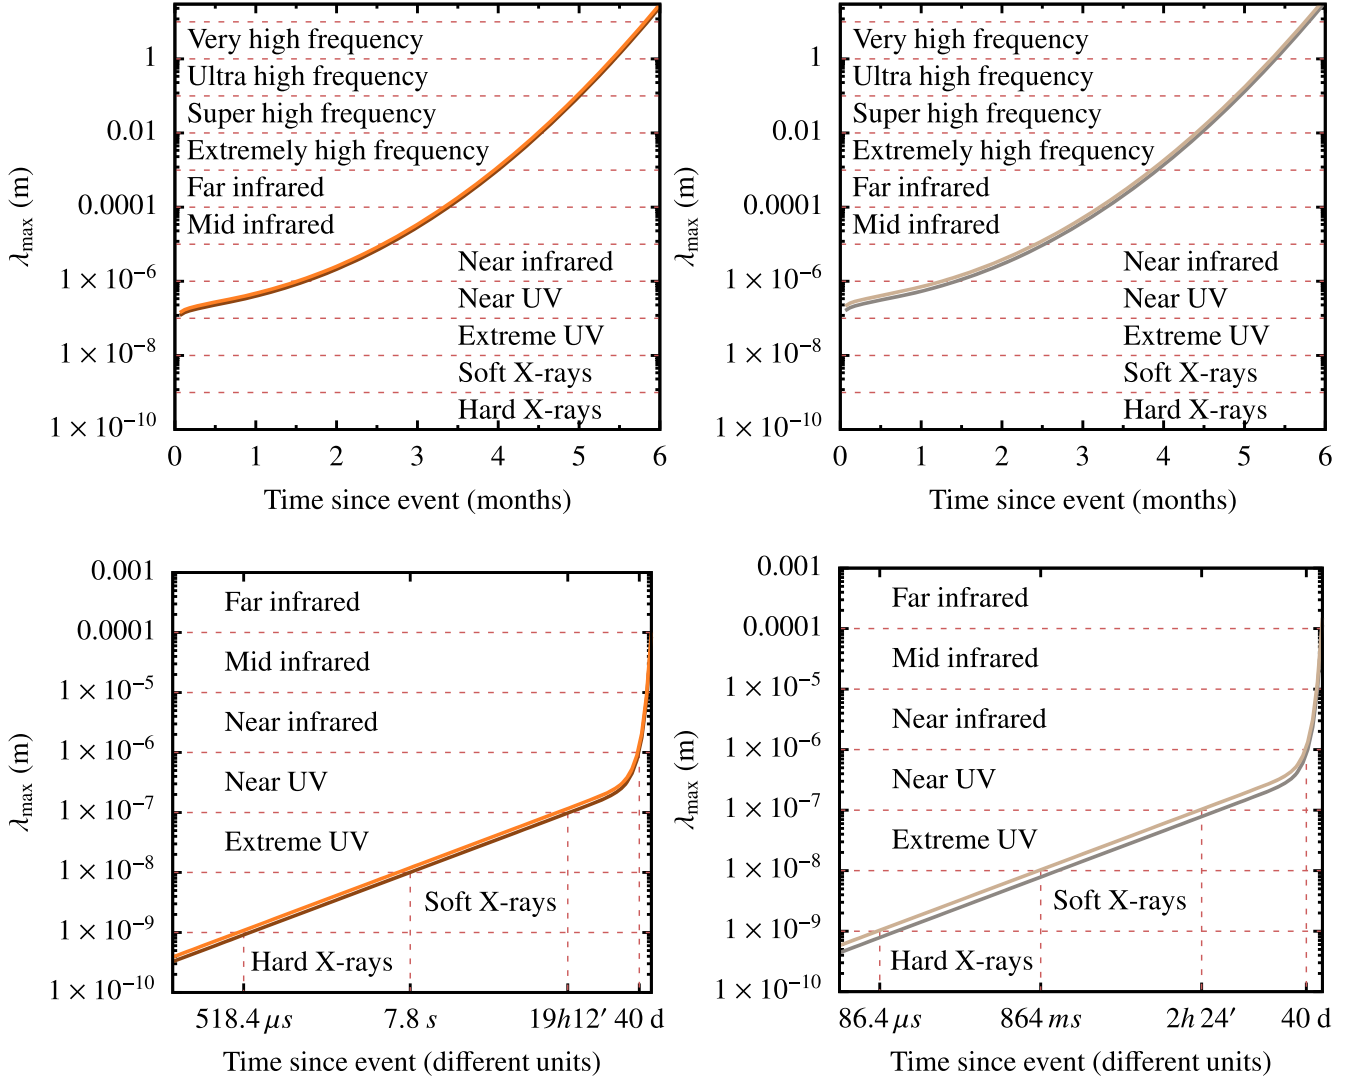 1
0.01
0.0001
1 × 10⁻⁶
1 × 10⁻⁸
1 × 10⁻¹⁰
λmax (m)
Very high frequency
Ultra high frequency
Super high frequency
Extremely high frequency
Far infrared
Mid infrared
Near infrared
Near UV
Extreme UV
Soft X-rays
Hard X-rays
0 1 2 3 4 5 6
Time since event (months)
1
0.01
0.0001
1 × 10⁻⁶
1 × 10⁻⁸
1 × 10⁻¹⁰
λmax (m)
Very high frequency
Ultra high frequency
Super high frequency
Extremely high frequency
Far infrared
Mid infrared
Near infrared
Near UV
Extreme UV
Soft X-rays
Hard X-rays
0 1 2 3 4 5 6
Time since event (months)
0.001
0.0001
1 × 10⁻⁵
1 × 10⁻⁶
1 × 10⁻⁷
1 × 10⁻⁸
1 × 10⁻⁹
1 × 10⁻¹⁰
λmax (m)
Far infrared
Mid infrared
Near infrared
Near UV
Extreme UV
Soft X-rays
Hard X-rays
518.4 μs 7.8 s 19h12′ 40 d
Time since event (different units)
0.001
0.0001
1 × 10⁻⁵
1 × 10⁻⁶
1 × 10⁻⁷
1 × 10⁻⁸
1 × 10⁻⁹
1 × 10⁻¹⁰
λmax (m)
Far infrared
Mid infrared
Near infrared
Near UV
Extreme UV
Soft X-rays
Hard X-rays
86.4 μs 864 ms 2h 24′ 40 d
Time since event (different units)